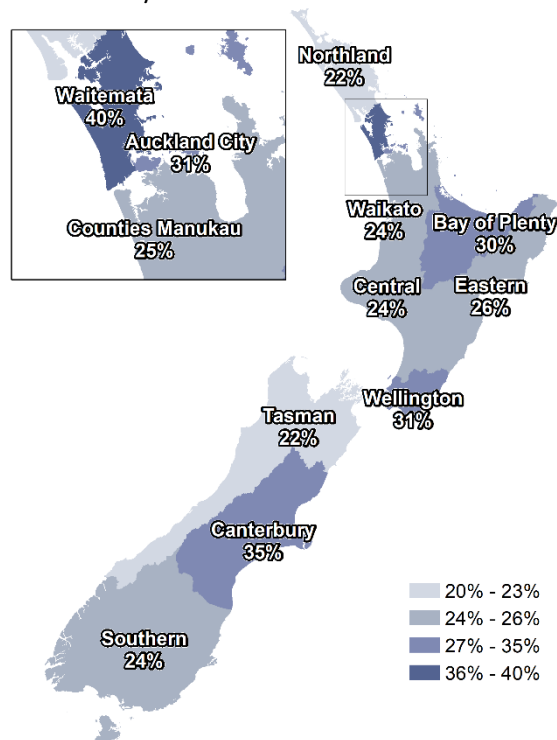 Northland
22%
Waitematā
40%
Auckland City
31%
Counties Manukau
25%
Waikato
24%
Bay of Plenty
30%
Central
24%
Eastern
26%
Wellington
31%
Tasman
22%
Canterbury
35%
Southern
24%
20% - 23%
24% - 26%
27% - 35%
36% - 40%